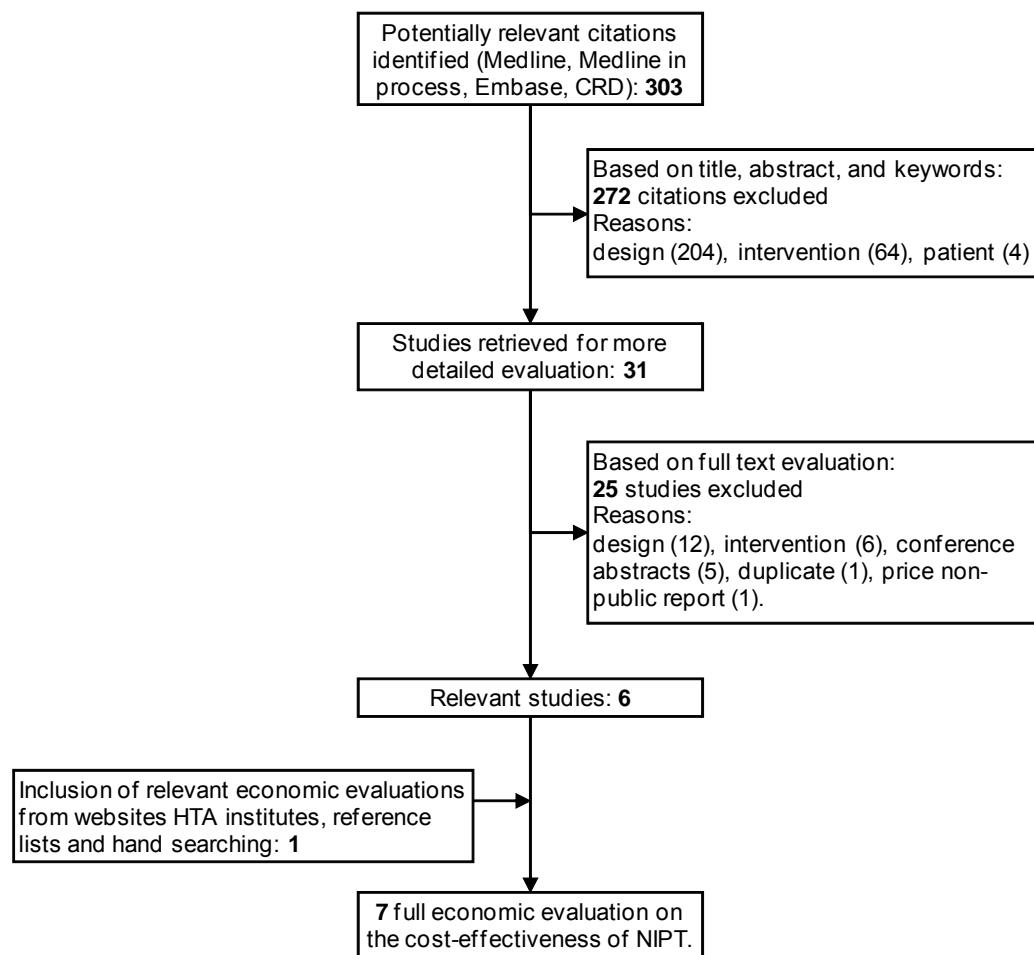 Potentially relevant citations
identified (Medline, Medline in
process, Embase, CRD): 303
Based on title, abstract, and keywords:
272 citations excluded
Reasons:
design (204), intervention (64), patient (4)
Studies retrieved for more
detailed evaluation: 31
Based on full text evaluation:
25 studies excluded
Reasons:
design (12), intervention (6), conference
abstracts (5), duplicate (1), price non-
public report (1).
Relevant studies: 6
Inclusion of relevant economic evaluations
from websites HTA institutes, reference
lists and hand searching: 1
7 full economic evaluation on
the cost-effectiveness of NIPT.